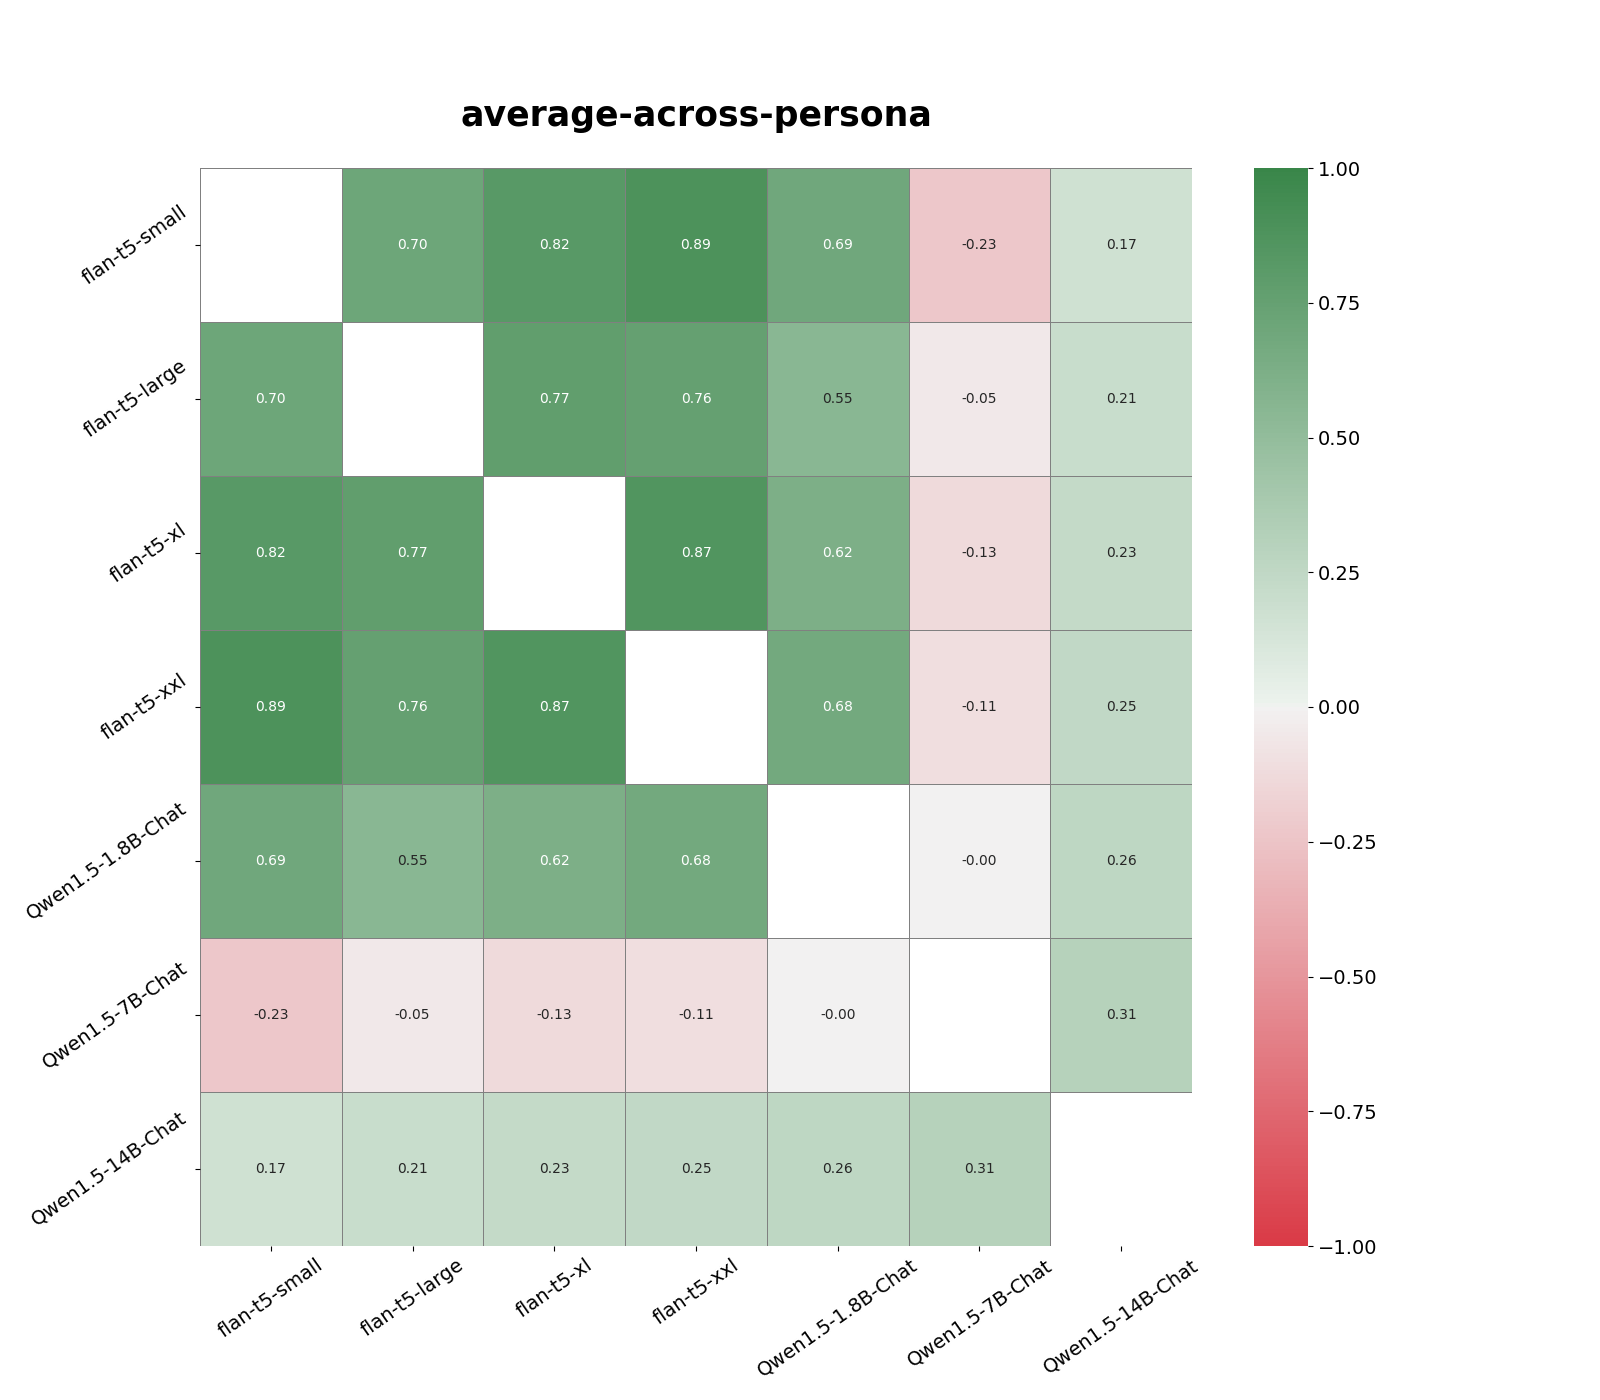 average-across-persona
flan-t5-small 0.70 0.82 0.89 0.69 -0.23 0.17
flan-t5-large 0.70 0.77 0.76 0.55 -0.05 0.21
flan-t5-xl 0.82 0.77 0.87 0.62 -0.13 0.23
flan-t5-xxl 0.89 0.76 0.87 0.68 -0.11 0.25
Qwen1.5-1.8B-Chat 0.69 0.55 0.62 0.68 -0.00 0.26
Qwen1.5-7B-Chat -0.23 -0.05 -0.13 -0.11 -0.00 0.31
Qwen1.5-14B-Chat 0.17 0.21 0.23 0.25 0.26 0.31
flan-t5-small flan-t5-large flan-t5-xl flan-t5-xxl Qwen1.5-1.8B-Chat Qwen1.5-7B-Chat Qwen1.5-14B-Chat
1.00
0.75
0.50
0.25
0.00
−0.25
−0.50
−0.75
−1.00